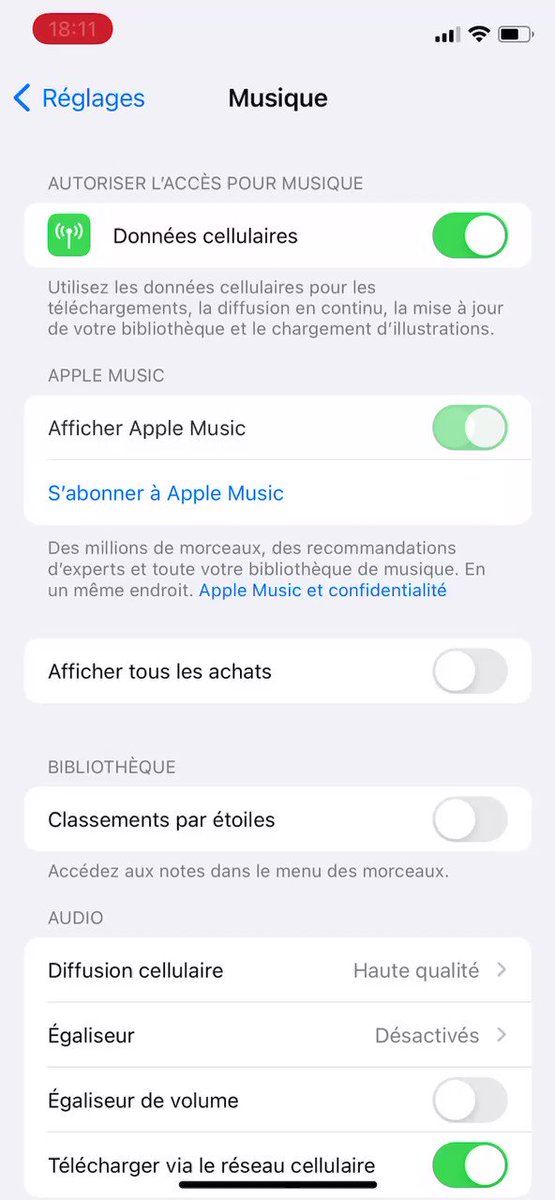 18:11
Réglages
Musique
AUTORISER L’ACCÈS POUR MUSIQUE
Données cellulaires
Utilisez les données cellulaires pour les
téléchargements, la diffusion en continu, la mise à jour
de votre bibliothèque et le chargement d’illustrations.
APPLE MUSIC
Afficher Apple Music
S’abonner à Apple Music
Des millions de morceaux, des recommandations
d’experts et toute votre bibliothèque de musique. En
un même endroit. Apple Music et confidentialité
Afficher tous les achats
BIBLIOTHÈQUE
Classements par étoiles
Accédez aux notes dans le menu des morceaux.
AUDIO
Diffusion cellulaire Haute qualité
Égaliseur Désactivés
Égaliseur de volume
Télécharger via le réseau cellulaire